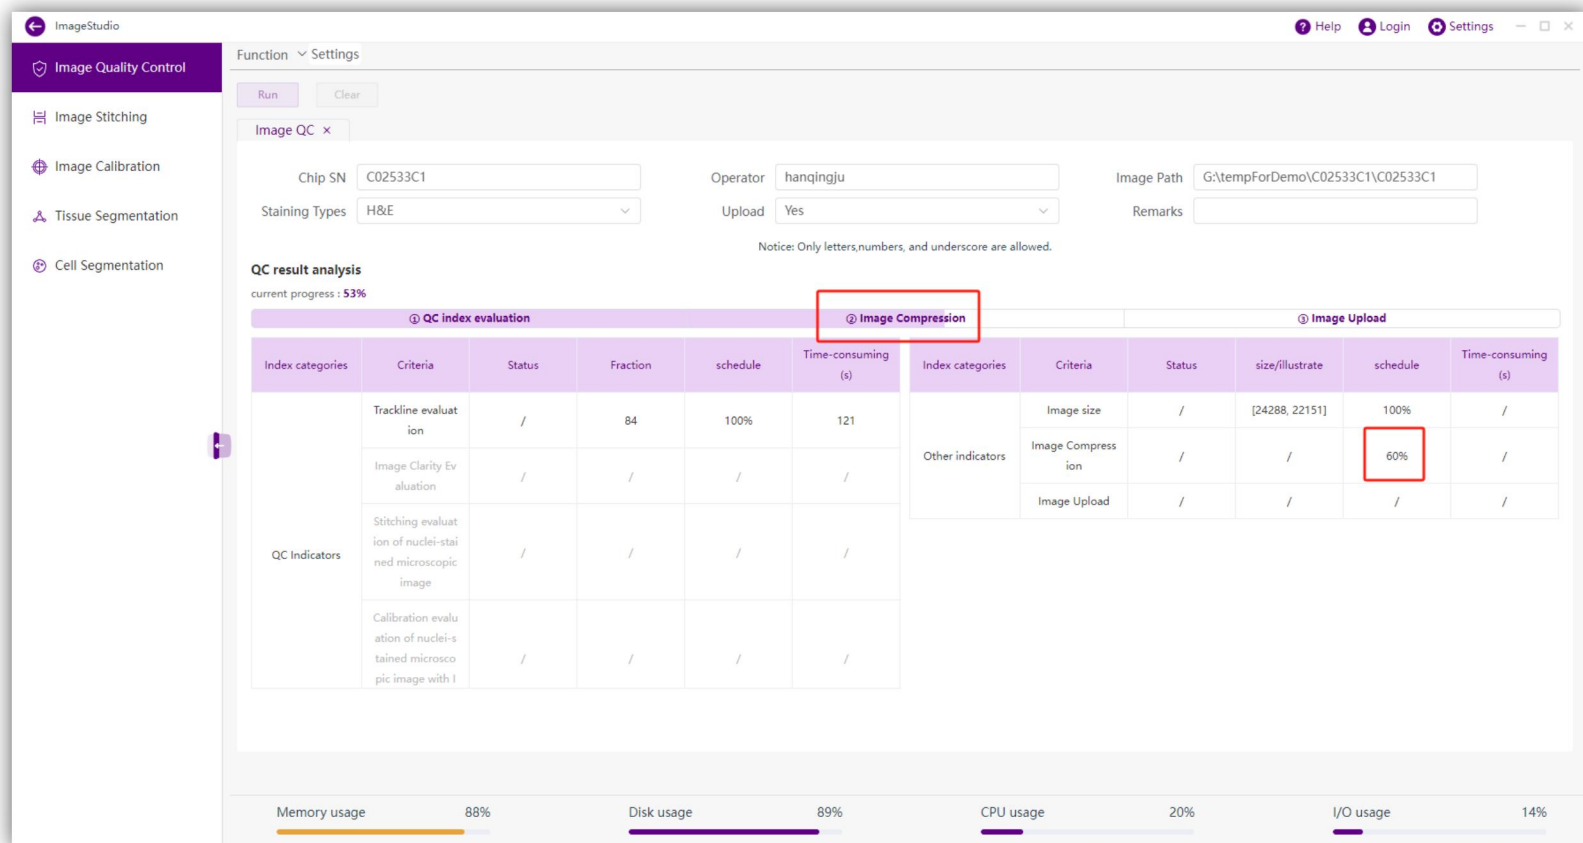 ImageStudio
Help Login Settings
Image Quality Control
Image Stitching
Image Calibration
Tissue Segmentation
Cell Segmentation
Function Settings
Run Clear
Image QC ×
Chip SN C02533C1 Operator hanqingju Image Path G:\tempForDemo\C02533C1\C02533C1
Staining Types H&E Upload Yes Remarks
Notice: Only letters,numbers, and underscore are allowed.
QC result analysis
current progress : 53%
① QC index evaluation ② Image Compression ③ Image Upload
Index categories Criteria Status Fraction schedule Time-consuming
(s)
Trackline evaluat
ion
/ 84 100% 121
Image Clarity Ev
aluation
/ / / /
QC Indicators
Stitching evaluat
ion of nuclei-stai
ned microscopic
image
/ / / /
Calibration evalu
ation of nuclei-s
tained microsco
pic image with I
/ / / /
Index categories Criteria Status size/illustrate schedule Time-consuming
(s)
Image size / [24288, 22151] 100% /
Other indicators
Image Compress
ion
/ / 60% /
Image Upload / / / /
Memory usage 88% Disk usage 89% CPU usage 20% I/O usage 14%